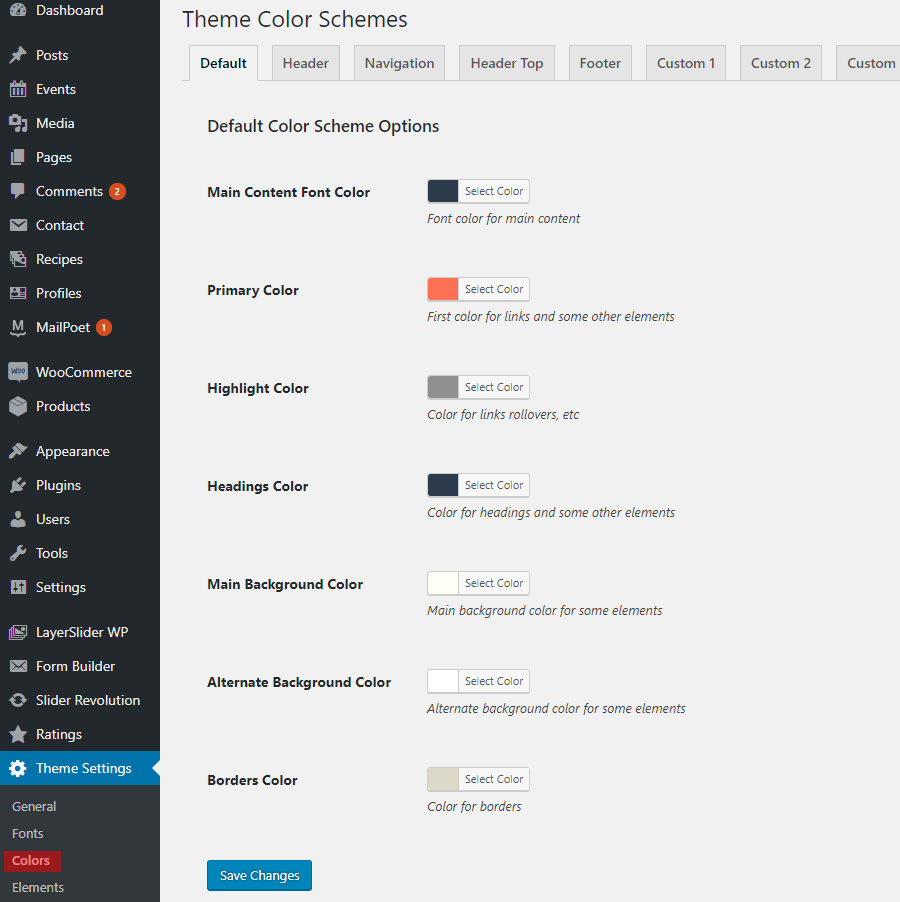 Dashboard
Posts
Events
Media
Pages
Comments 2
Contact
Recipes
Profiles
MailPoet 1
WooCommerce
Products
Appearance
Plugins
Users
Tools
Settings
LayerSlider WP
Form Builder
Slider Revolution
Ratings
Theme Settings
General
Fonts
Colors
Elements
Theme Color Schemes
Default Header Navigation Header Top Footer Custom 1 Custom 2 Custom
Default Color Scheme Options
Main Content Font Color Select Color
Font color for main content
Primary Color Select Color
First color for links and some other elements
Highlight Color Select Color
Color for links rollovers, etc
Headings Color Select Color
Color for headings and some other elements
Main Background Color Select Color
Main background color for some elements
Alternate Background Color Select Color
Alternate background color for some elements
Borders Color Select Color
Color for borders
Save Changes